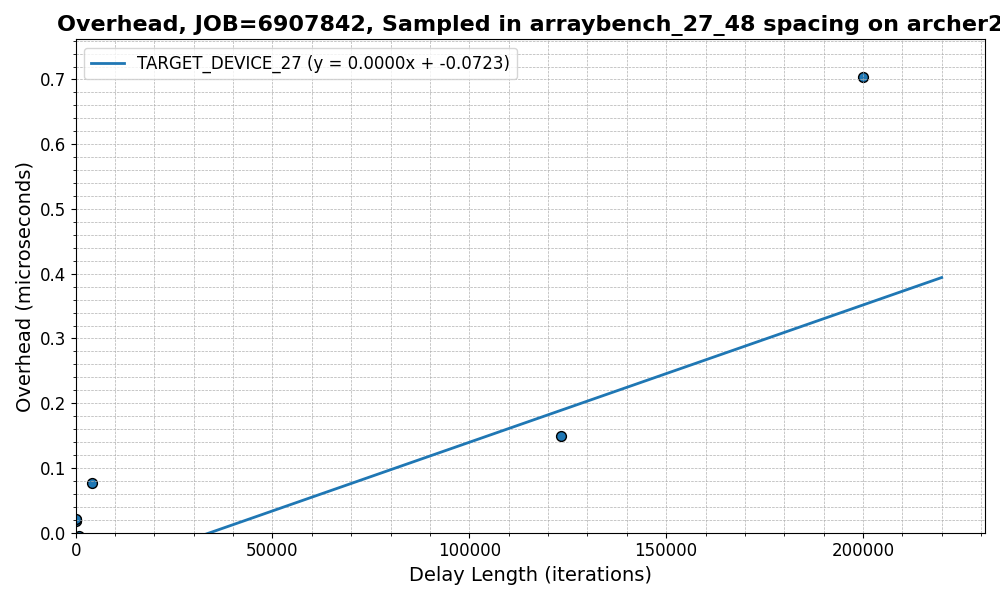 Overhead, JOB=6907842, Sampled in arraybench_27_48 spacing on archer2
TARGET_DEVICE_27 (y = 0.0000x + -0.0723)
Overhead (microseconds)
0.7
0.6
0.5
0.4
0.3
0.2
0.1
0.0
0 50000 100000 150000 200000
Delay Length (iterations)